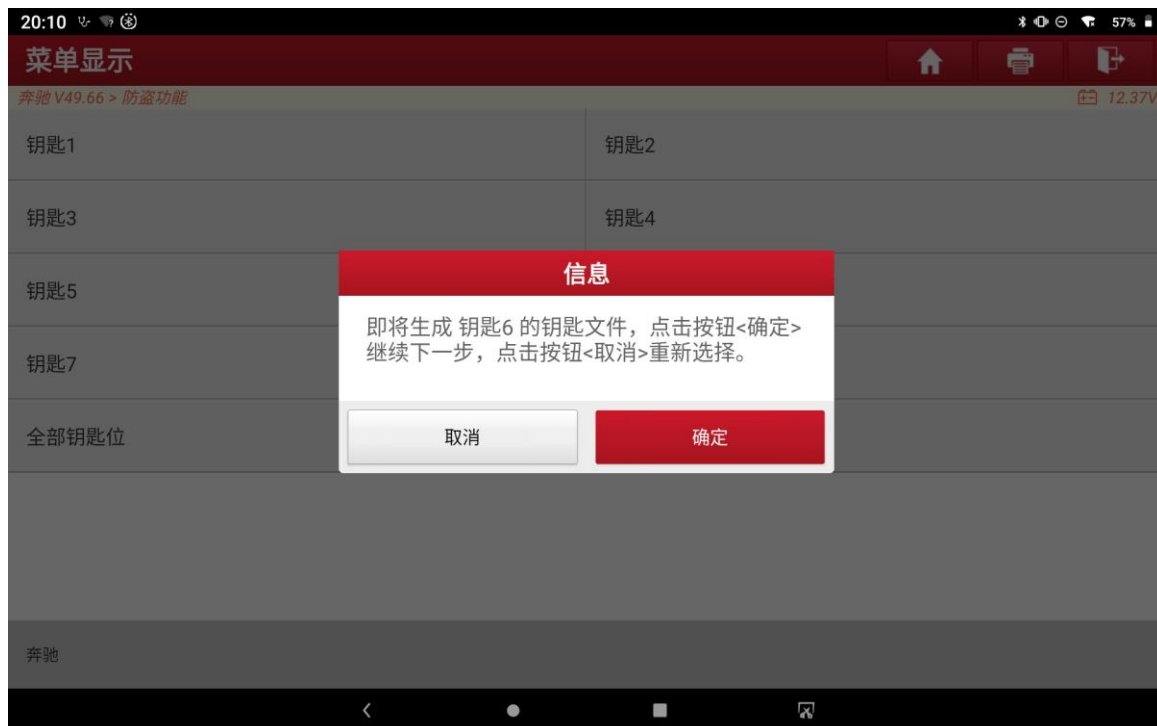 20:10
57%
菜单显示
奔驰 V49.66 > 防盗功能
12.37V
钥匙1
钥匙2
钥匙3
钥匙4
信息
钥匙5
即将生成 钥匙6 的钥匙文件，点击按钮<确定>
继续下一步，点击按钮<取消>重新选择。
钥匙7
全部钥匙位
取消
确定
奔驰